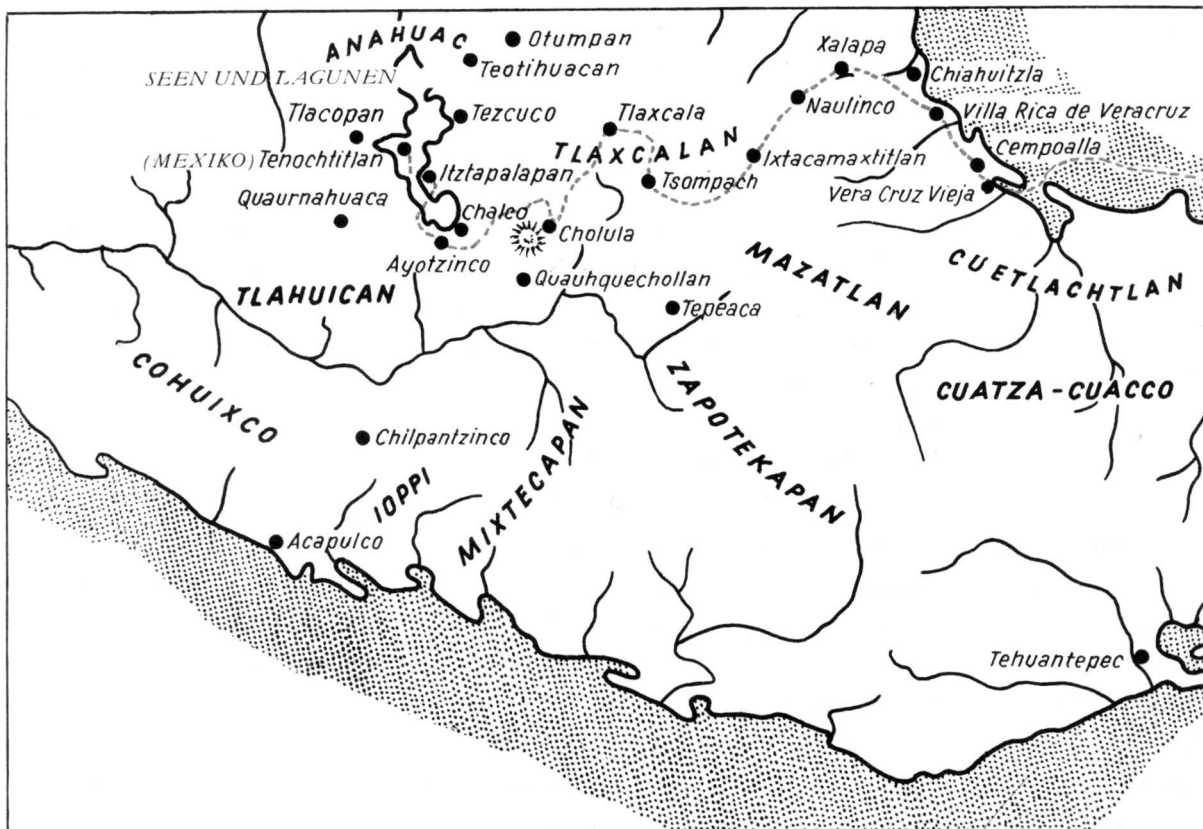 ANAHUAC
Otumpan
Teotihuacan
SEEN UND LAGUNEN
Xalapa
Chiahuitzla
Tlacopan
Tezcuco
Tlaxcala
Naulinco
Villa Rica de Veracruz
TLAXCALAN
(MEXIKO) Tenochtitlan
Itztapalapan
Ixtacamaxtitlan
Cempoalla
Tsompach
Vera Cruz Vieja
Quaurnahuaca
Chaleo
Cholula
Ayotzinco
MAZATLAN
CUETLACHTLAN
TLAHUICAN
Quauhquechollan
Tepéaca
COHUIXCO
ZAPOTEKAPAN
CUATZA-CUACCO
Chilpantzinco
MIXTECAPAN
IOPPI
Acapulco
Tehuantepec